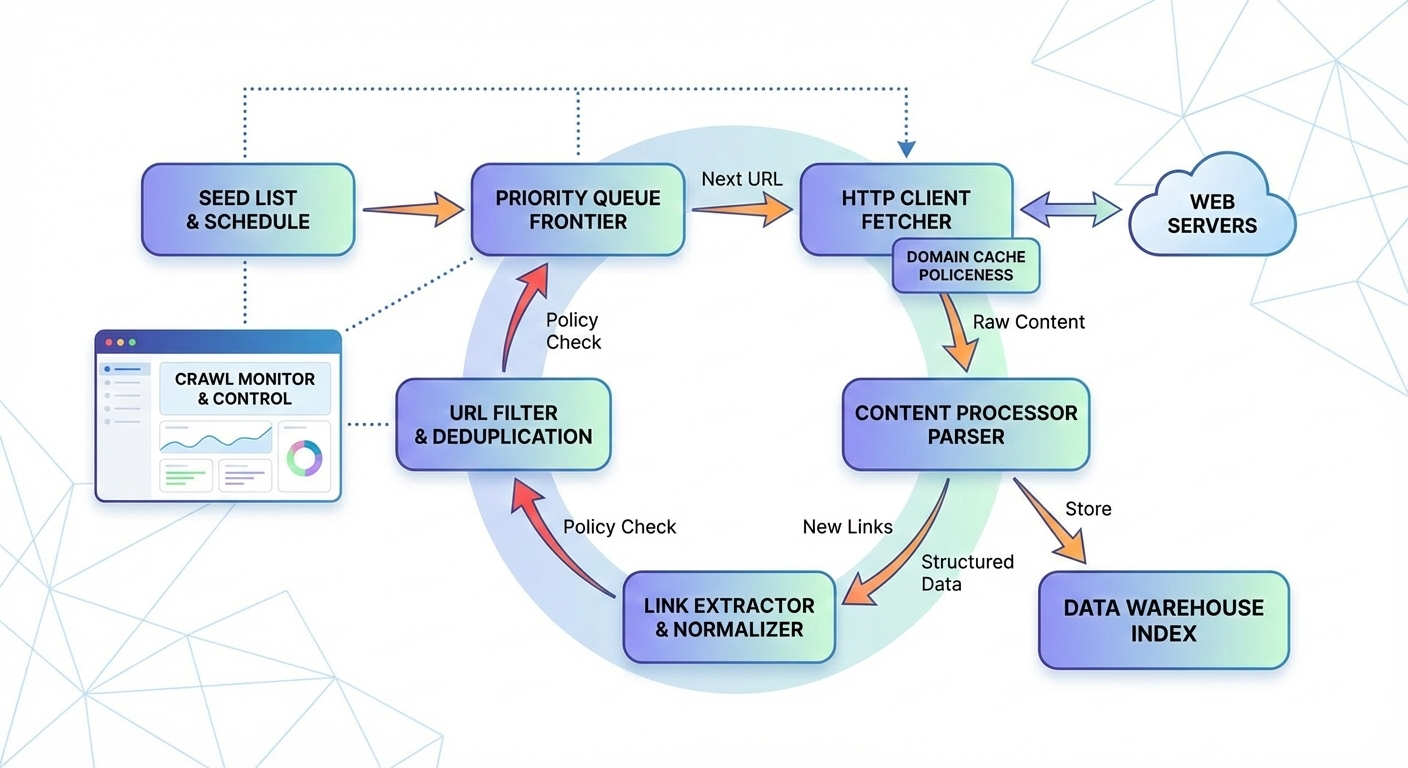 SEED LIST
& SCHEDULE
PRIORITY QUEUE
FRONTIER
Next URL
HTTP CLIENT
FETCHER
DOMAIN CACHE
POLICENESS
WEB
SERVERS
Policy
Check
Raw Content
CRAWL MONITOR
& CONTROL
URL FILTER
& DEDUPLICATION
CONTENT PROCESSOR
PARSER
Policy Check
New Links
Structured
Data
Store
LINK EXTRACTOR
& NORMALIZER
DATA WAREHOUSE
INDEX